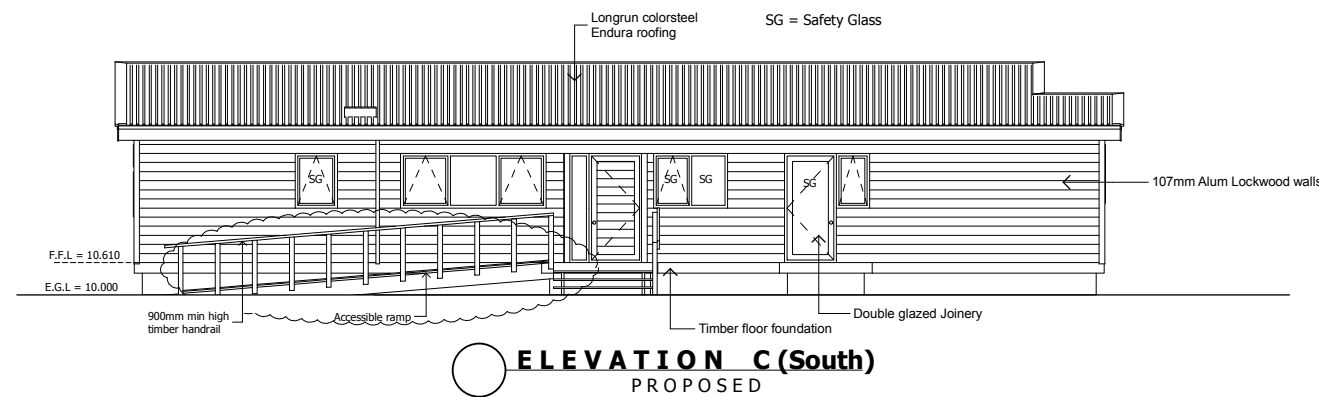 Longrun colorsteel
Endura roofing
SG = Safety Glass
SG
SG
SG
SG
107mm Alum Lockwood walls
F.F.L = 10.610
E.G.L = 10.000
900mm min high
timber handrail
Accessible ramp
Timber floor foundation
Double glazed Joinery
ELEVATION C (South)
PROPOSED